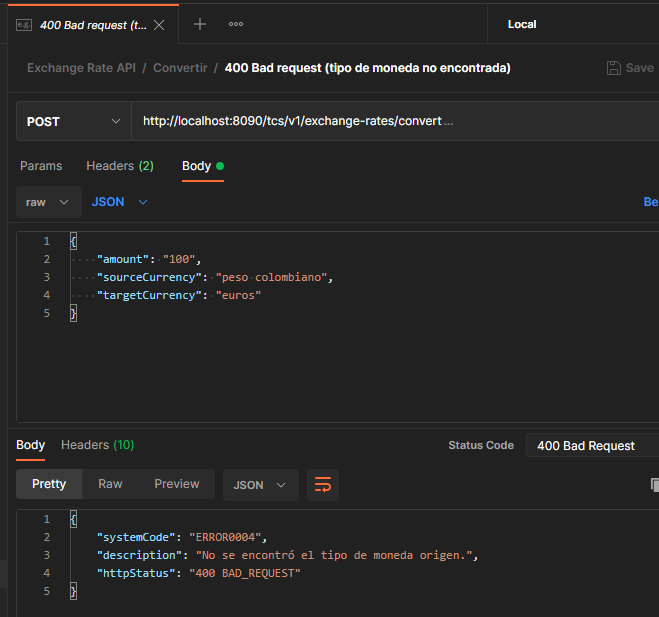 e.g. 400 Bad request (t... Local
Exchange Rate API / Convertir / 400 Bad request (tipo de moneda no encontrada) Save
POST http://localhost:8090/tcs/v1/exchange-rates/convert ...
Params Headers (2) Body
raw JSON Be
1 {
2 "amount": "100",
3 "sourceCurrency": "peso colombiano",
4 "targetCurrency": "euros"
5 }
Body Headers (10) Status Code 400 Bad Request
Pretty Raw Preview JSON
1 {
2 "systemCode": "ERROR0004",
3 "description": "No se encontró el tipo de moneda origen.",
4 "httpStatus": "400 BAD_REQUEST"
5 }